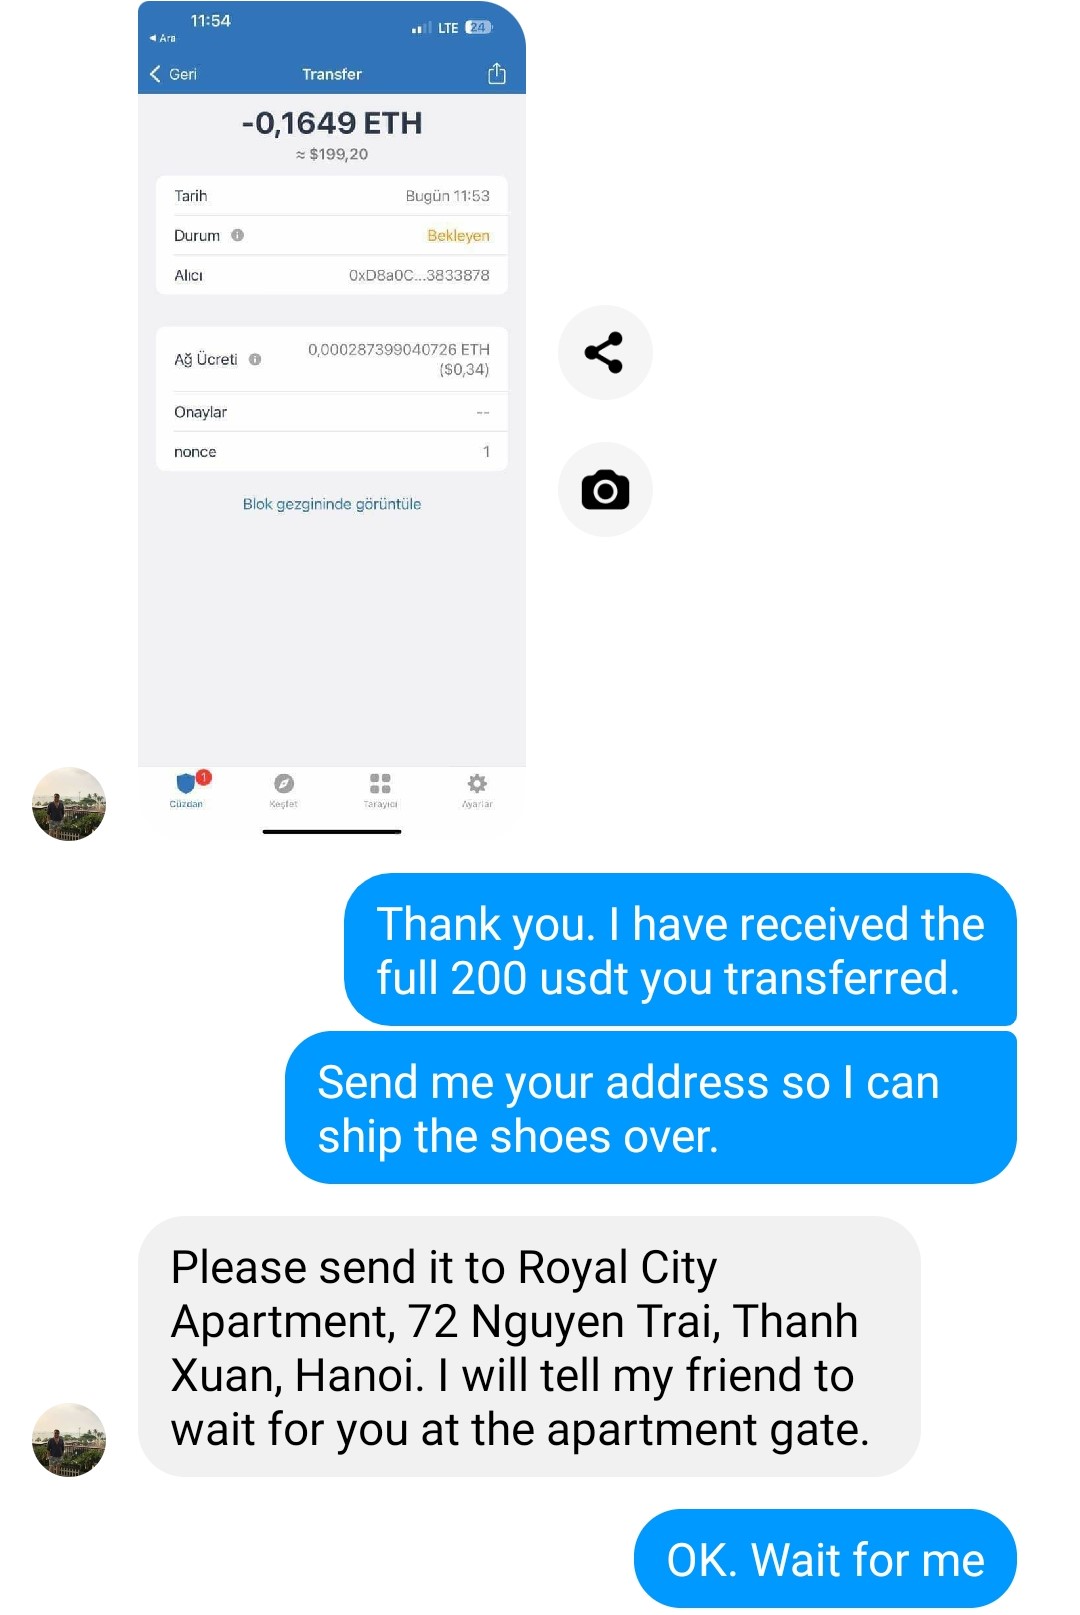 11:54
LTE 24
◀ Ara
Geri
Transfer
-0,1649 ETH
≈ $199,20
Tarih
Bugün 11:53
Durum
Bekleyen
Alıcı
0xD8a0C...3833878
Ağ Ücreti
0,000287399040726 ETH
($0,34)
Onaylar
--
nonce
1
Blok gezgininde görüntüle
1
Cüzdan
Keşfet
Tarayıcı
Ayarlar
Thank you. I have received the
full 200 usdt you transferred.
Send me your address so I can
ship the shoes over.
Please send it to Royal City
Apartment, 72 Nguyen Trai, Thanh
Xuan, Hanoi. I will tell my friend to
wait for you at the apartment gate.
OK. Wait for me